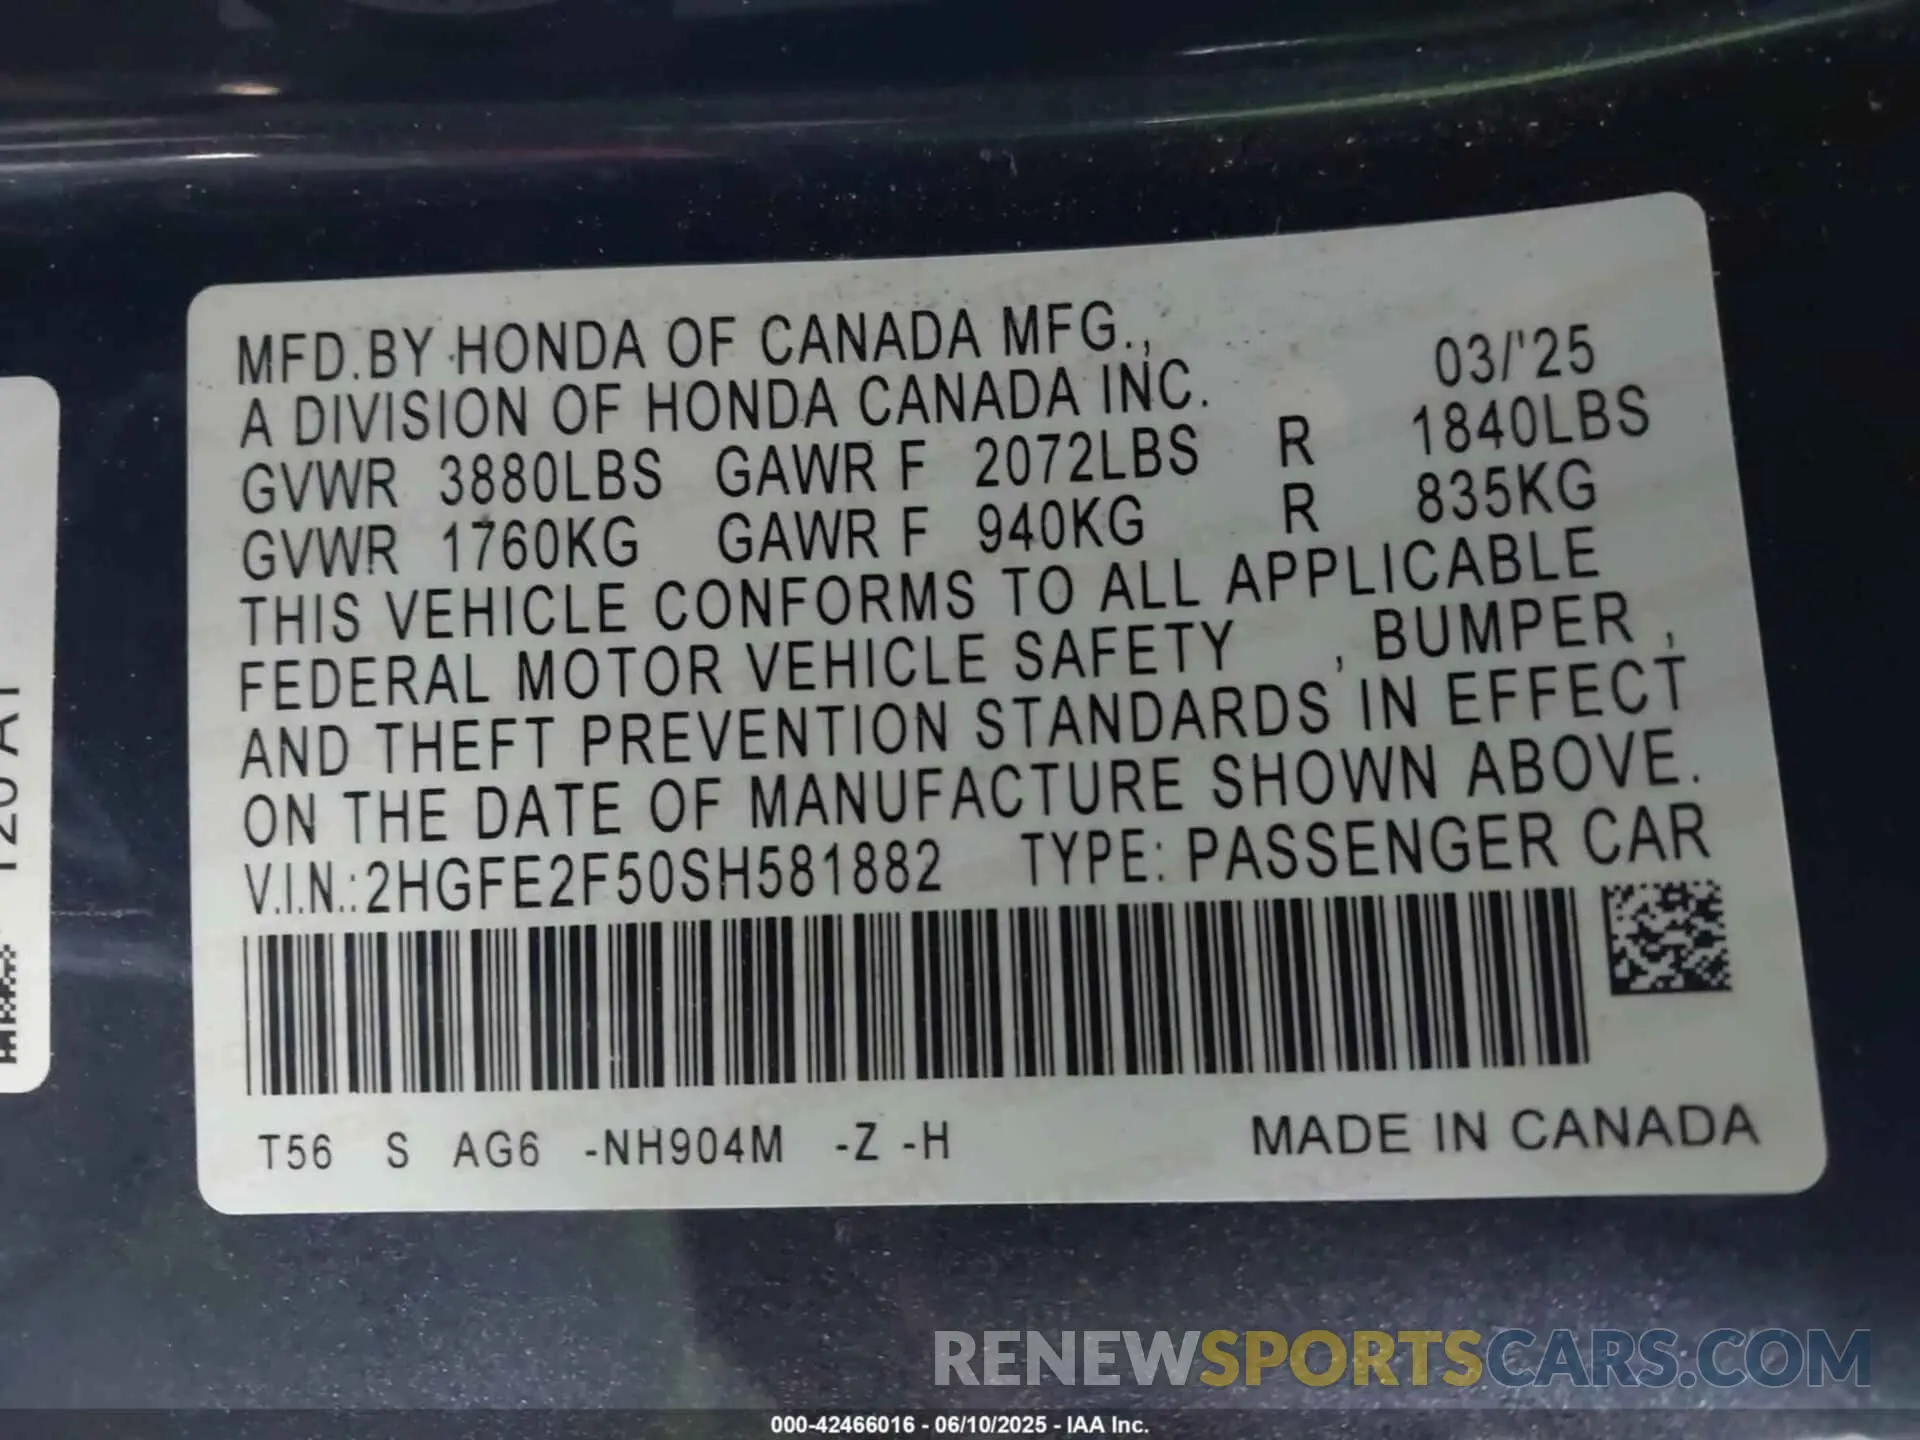 MFD.BY HONDA OF CANADA MFG.,
A DIVISION OF HONDA CANADA INC. 03/'25
GVWR 3880LBS GAWR F 2072LBS R 1840LBS
GVWR 1760KG GAWR F 940KG R 835KG
THIS VEHICLE CONFORMS TO ALL APPLICABLE
FEDERAL MOTOR VEHICLE SAFETY , BUMPER ,
AND THEFT PREVENTION STANDARDS IN EFFECT
ON THE DATE OF MANUFACTURE SHOWN ABOVE.
V.I.N.:2HGFE2F50SH581882 TYPE: PASSENGER CAR
T56 S AG6 -NH904M -Z -H MADE IN CANADA
RENEWSPORTSCARS.COM
000-42466016 - 06/10/2025 - IAA Inc.